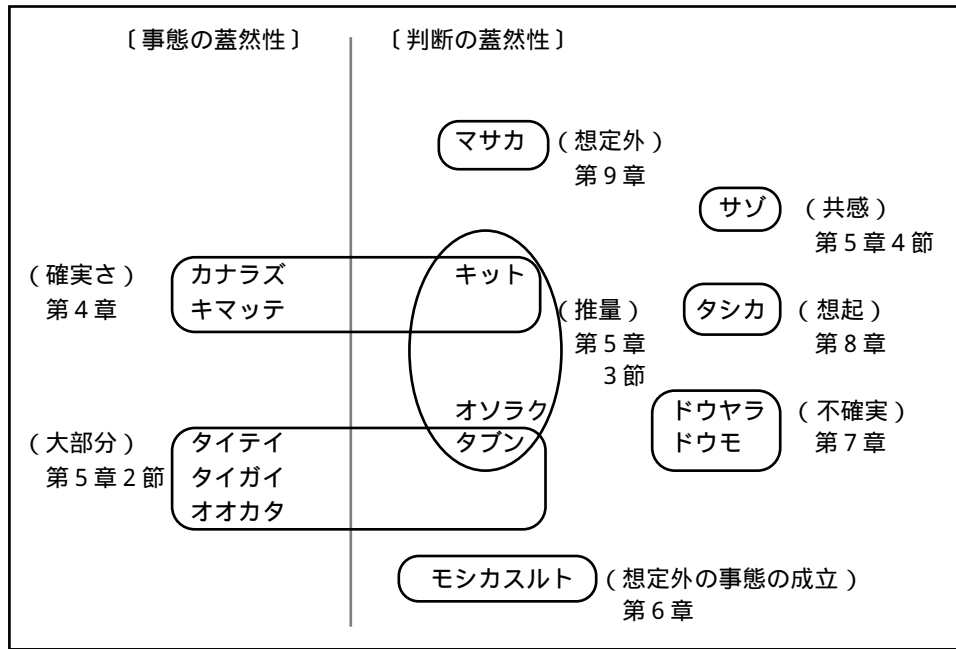 〔事態の蓋然性〕 〔判断の蓋然性〕
マサカ (想定外)
第9章
サゾ (共感)
第5章4節
(確実さ) カナラズ キット
第4章 キマッテ (推量) タシカ (想起)
第5章 第8章
3節
オソラク ドウヤラ (不確実)
(大部分) タイテイ タブン ドウモ 第7章
第5章2節 タイガイ
オオカタ
モシカスルト (想定外の事態の成立)
第6章